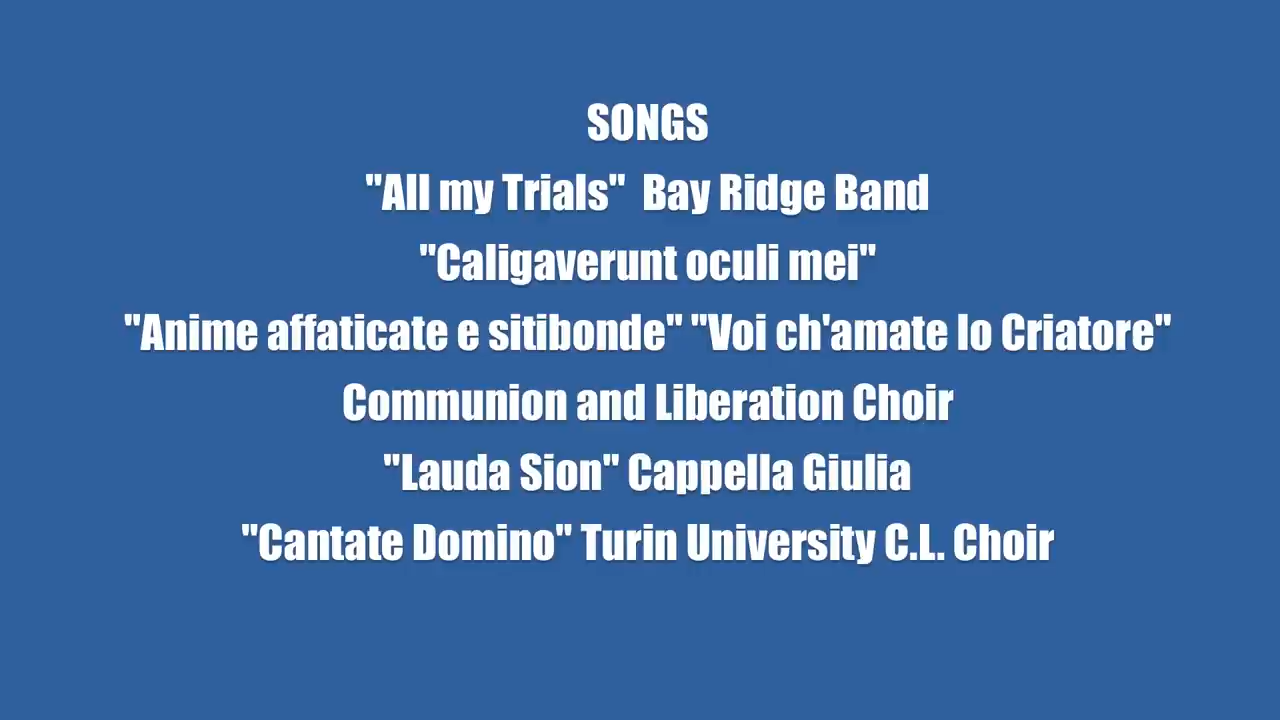 SONGS
"All my Trials"  Bay Ridge Band
"Caligaverunt oculi mei"
"Anime affaticate e sitibonde" "Voi ch'amate lo Criatore"
Communion and Liberation Choir
"Lauda Sion" Cappella Giulia
"Cantate Domino" Turin University C.L. Choir